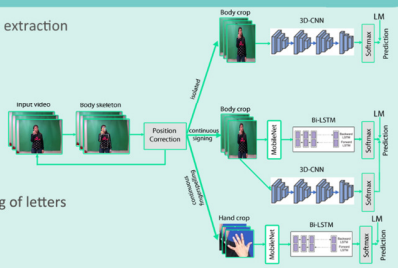 extraction
Body crop
3D-CNN
LM
Softmax
Prediction
isolated
Input video
Body skeleton
Position
Correction
Body crop
continuous
signing
MobileNet
Bi-LSTM
Backward
LSTM
Forward
LSTM
Softmax
LM
Prediction
3D-CNN
Softmax
continuous
fingerspelling
g of letters
Hand crop
MobileNet
Bi-LSTM
Backward
LSTM
Forward
LSTM
Softmax
LM
Prediction